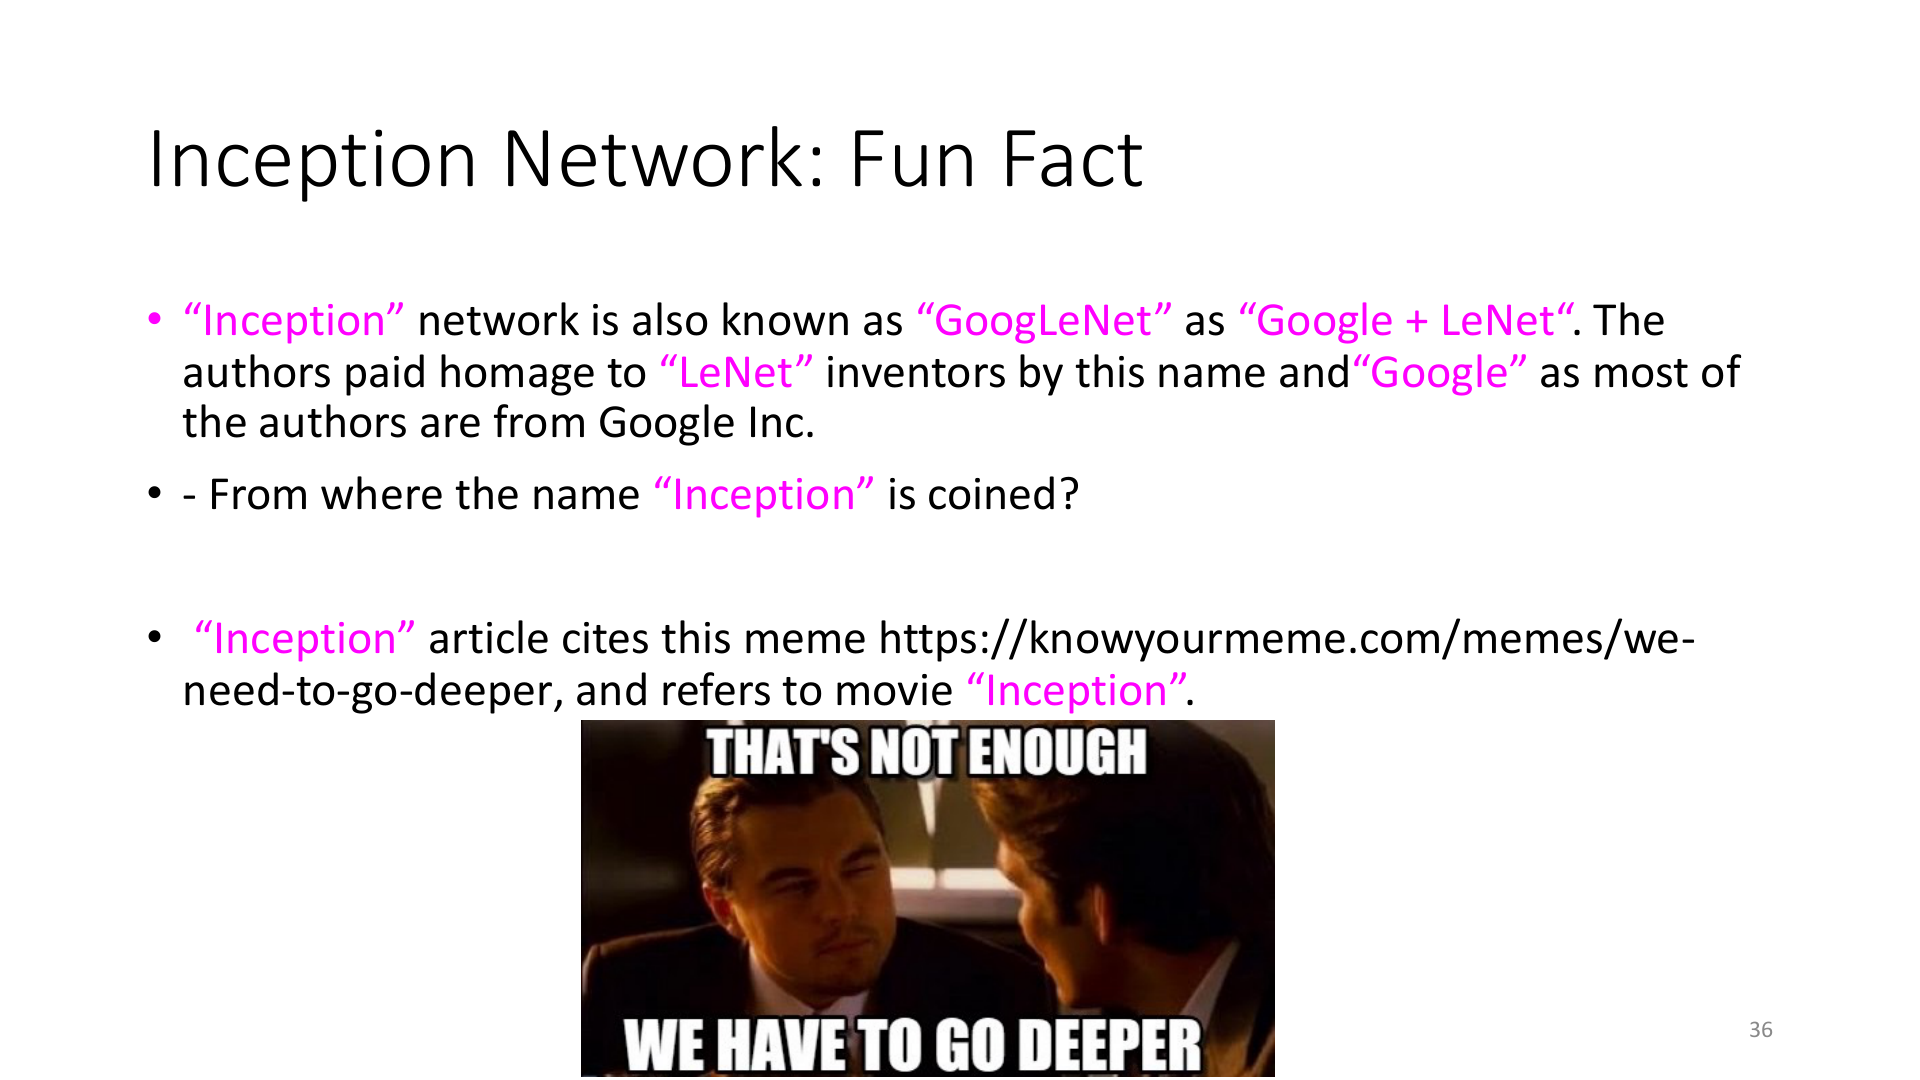 Inception Network: Fun Fact
• “Inception” network is also known as “GoogLeNet” as “Google + LeNet“. The
authors paid homage to “LeNet” inventors by this name and“Google” as most of
the authors are from Google Inc.
• - From where the name “Inception” is coined?
• “Inception” article cites this meme https://knowyourmeme.com/memes/we-
need-to-go-deeper, and refers to movie “Inception”.
THAT'S NOT ENOUGH
WE HAVE TO GO DEEPER
36